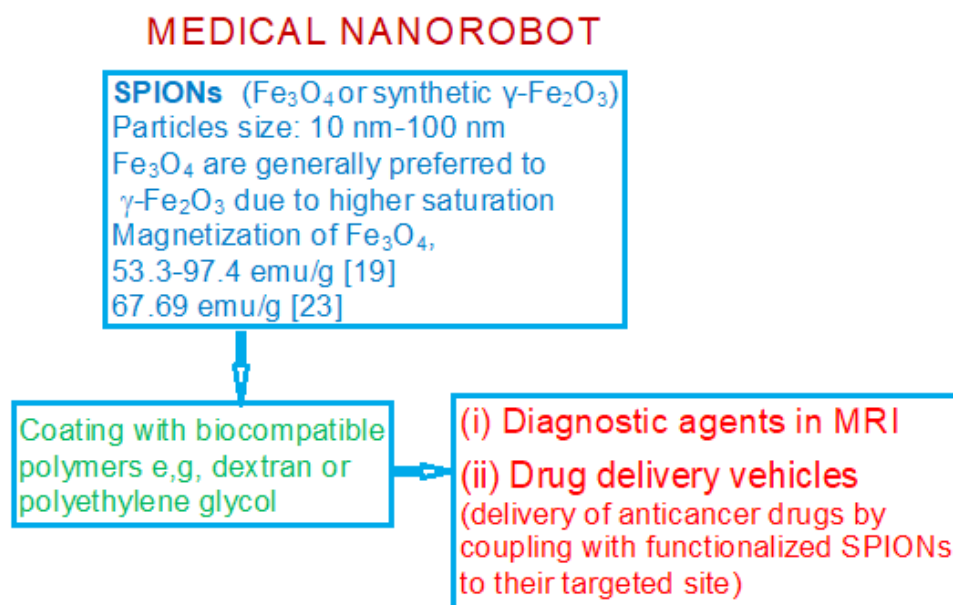 MEDICAL NANOROBOT
SPIONs (Fe₃O₄ or synthetic γ-Fe₂O₃)
Particles size: 10 nm-100 nm
Fe₃O₄ are generally preferred to
γ-Fe₂O₃ due to higher saturation
Magnetization of Fe₃O₄,
53.3-97.4 emu/g [19]
67.69 emu/g [23]
Coating with biocompatible
polymers e,g, dextran or
polyethylene glycol
(i) Diagnostic agents in MRI
(ii) Drug delivery vehicles
(delivery of anticancer drugs by
coupling with functionalized SPIONs
to their targeted site)